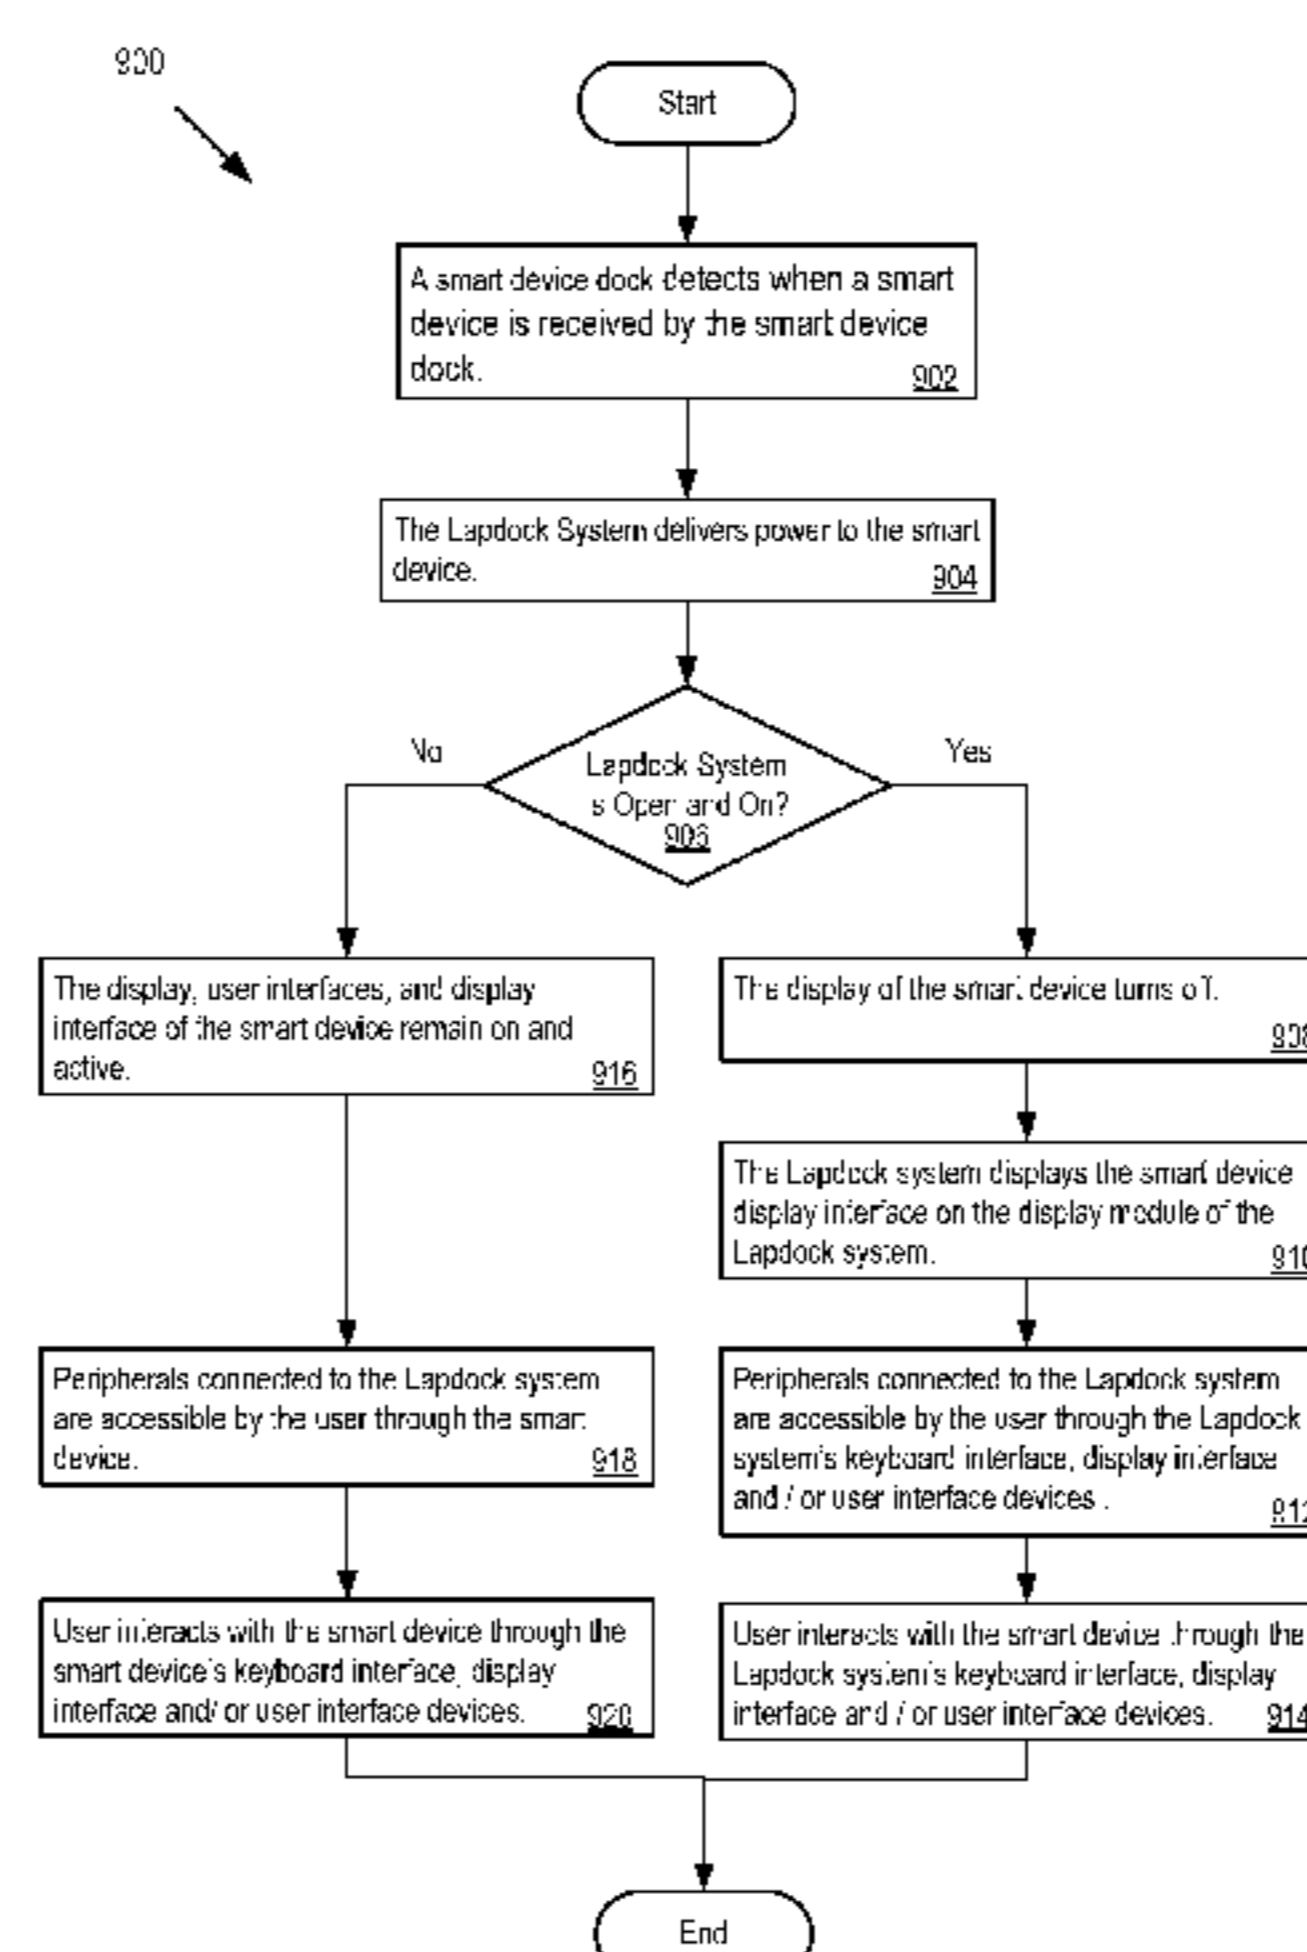 900
Start
A smart device dock detects when a smart
device is received by the smart device
dock.
902
The Lapdock System delivers power to the smart
device.
904
Lapdock System
s Open and On?
906
No
Yes
The display, user interfaces, and display
interface of the smart device remain on and
active.
916
Peripherals connected to the Lapdock system
are accessible by the user through the smart
device.
918
User interacts with the smart device through the
smart device's keyboard interface, display
interface and/ or user interface devices.
920
The display of the smart device turns off.
908
The Lapdock system displays the smart device
display interface on the display module of the
Lapdock system.
910
Peripherals connected to the Lapdock system
are accessible by the user through the Lapdock
system's keyboard interface, display interface
and / or user interface devices .
912
User interacts with the smart device through the
Lapdock system's keyboard interface, display
interface and / or user interface devices.
914
End